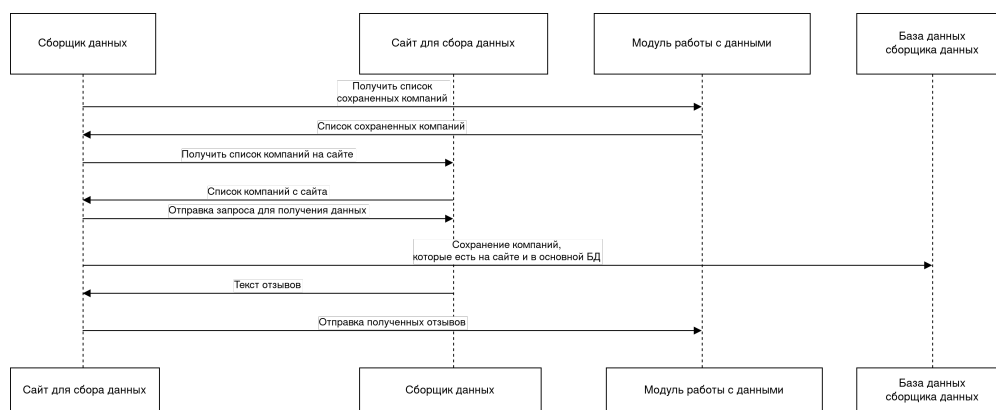 Сборщик данных
Сайт для сбора данных
Модуль работы с данными
База данных
сборщика данных
Получить список
сохраненных компаний
Список сохраненных компаний
Получить список компаний на сайте
Список компаний с сайта
Отправка запроса для получения данных
Сохранение компаний,
которые есть на сайте и в основной БД
Текст отзывов
Отправка полученных отзывов
Сайт для сбора данных
Сборщик данных
Модуль работы с данными
База данных
сборщика данных